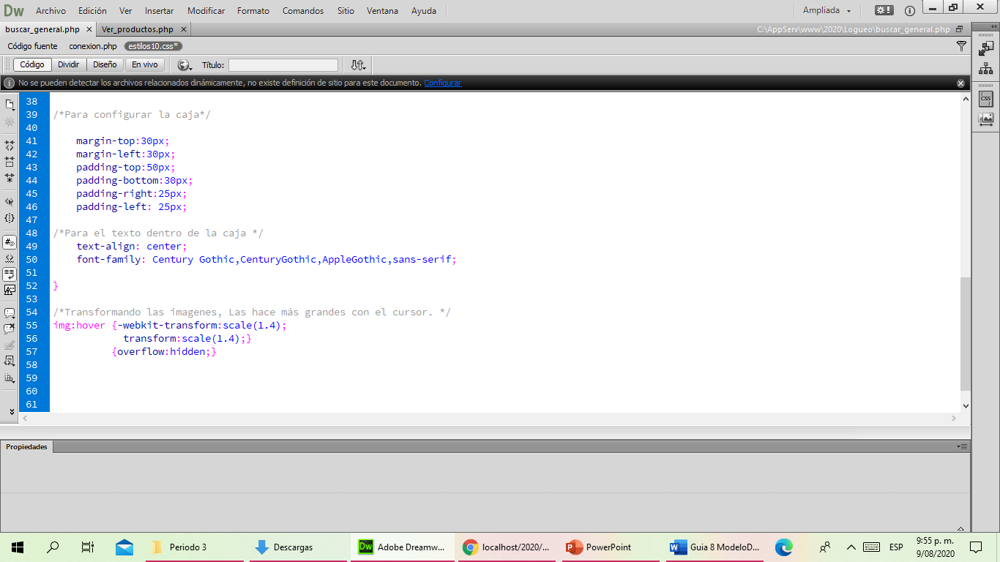 Dw Archivo Edición Ver Insertar Modificar Formato Comandos Sitio Ventana Ayuda Ampliada
buscar_general.php × Ver_productos.php × C:\AppServ\www\2020\Logueo\buscar_general.php
Código fuente conexion.php estilos10.css*
Código Dividir Diseño En vivo Título:
No se pueden detectar los archivos relacionados dinámicamente, no existe definición de sitio para este documento. Configurar
38
39 /*Para configurar la caja*/
40
41 margin-top:30px;
42 margin-left:30px;
43 padding-top:50px;
44 padding-bottom:30px;
45 padding-right:25px;
46 padding-left: 25px;
47
48 /*Para el texto dentro de la caja */
49 text-align: center;
50 font-family: Century Gothic,CenturyGothic,AppleGothic,sans-serif;
51
52 }
53
54 /*Transformando las imagenes, Las hace más grandes con el cursor. */
55 img:hover {-webkit-transform:scale(1.4);
56 transform:scale(1.4);}
57 {overflow:hidden;}
58
59
60
61
Propiedades
Periodo 3 Descargas Dw Adobe Dreamw... localhost/2020/... PowerPoint Guia 8 ModeloD... ESP 9:55 p. m.
9/08/2020